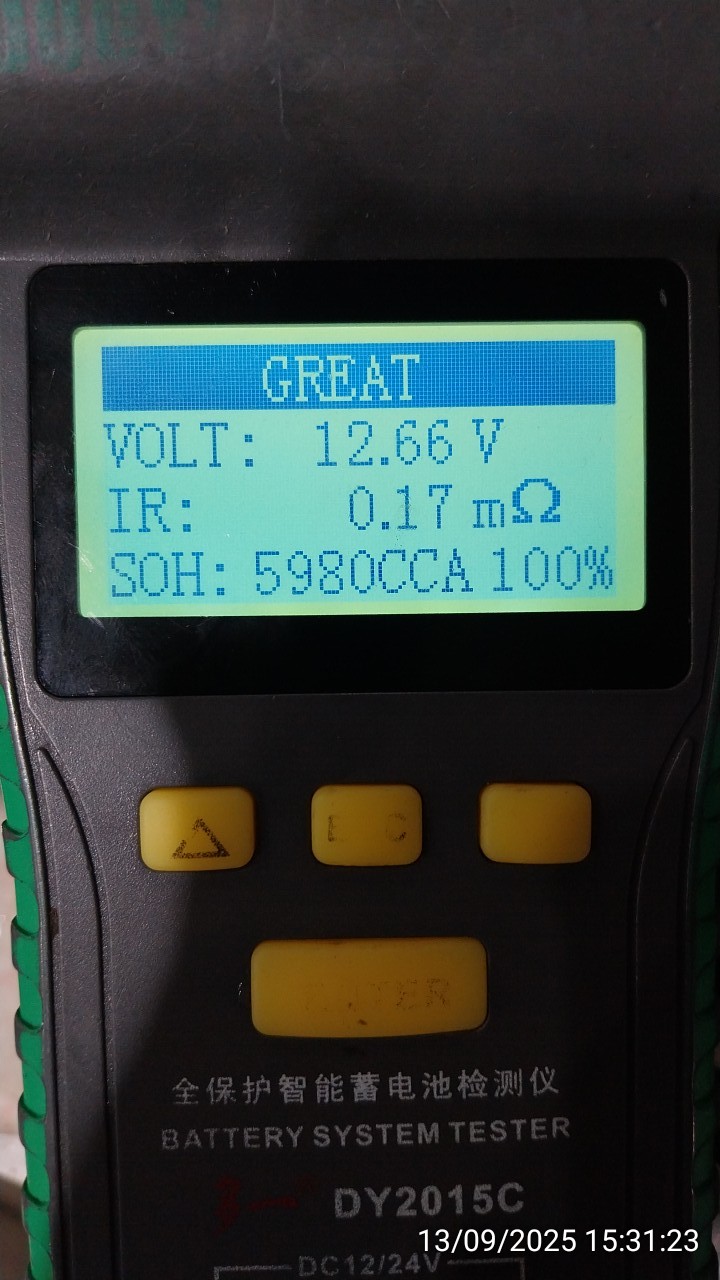 GREAT
VOLT: 12.66 V
IR: 0.17 mΩ
SOH: 5980CCA 100%
全保护智能蓄电池检测仪
BATTERY SYSTEM TESTER
DY2015C
13/09/2025 15:31:23
DC12/24V